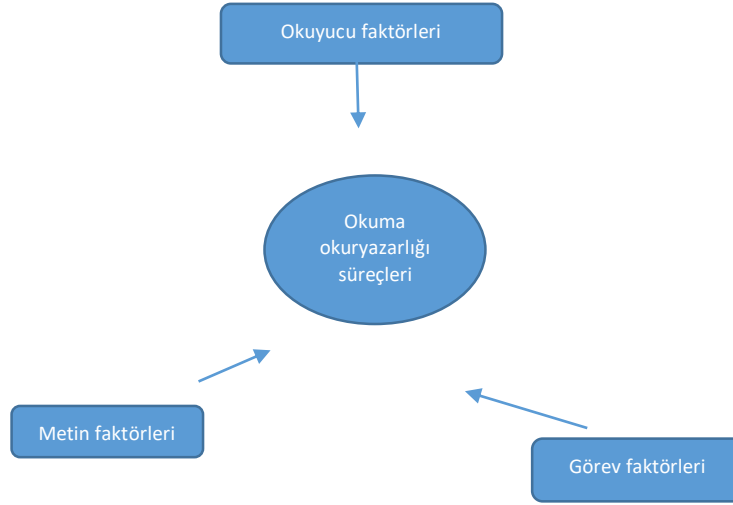 Okuyucu faktörleri
Okuma
okuryazarlığı
süreçleri
Metin faktörleri
Görev faktörleri